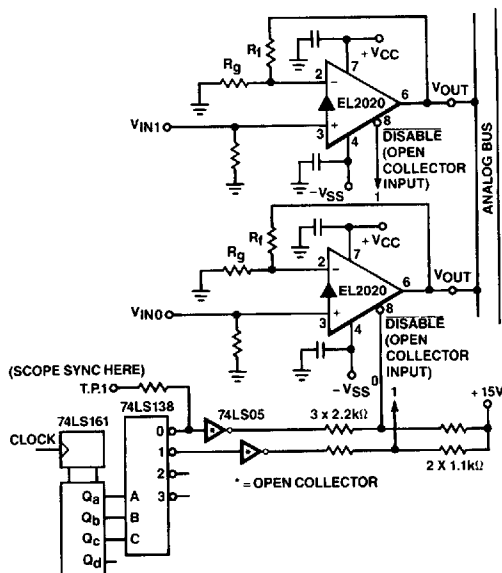 Rf
+VCC
Rg
2
7
6
VOUT
EL2020
VIN1
3
4
8
DISABLE
(OPEN
COLLECTOR
INPUT)
-VSS
1
ANALOG BUS
Rf
+VCC
Rg
2
7
6
VOUT
EL2020
VIN0
3
4
8
DISABLE
(OPEN
COLLECTOR
INPUT)
-VSS
0
(SCOPE SYNC HERE)
T.P.1
1
+15V
74LS138
74LS05
3 x 2.2kΩ
74LS161
0
CLOCK
1
2 X 1.1kΩ
2
* = OPEN COLLECTOR
3
Qa
A
Qb
B
Qc
C
Qd